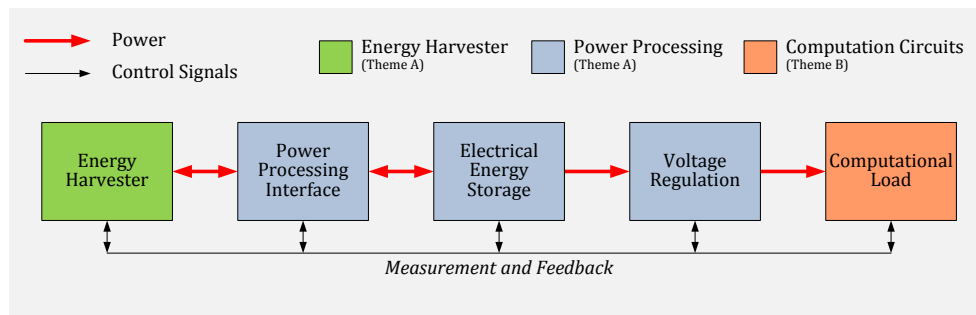 Power
Control Signals
Energy Harvester
(Theme A)
Power Processing
(Theme A)
Computation Circuits
(Theme B)
Energy
Harvester
Power
Processing
Interface
Electrical
Energy
Storage
Voltage
Regulation
Computational
Load
Measurement and Feedback